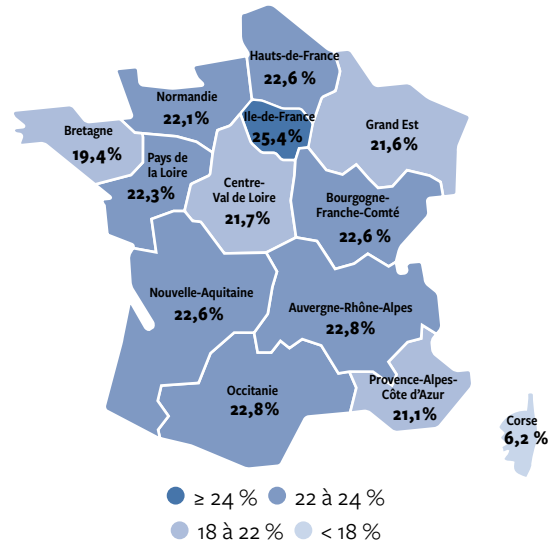 Hauts-de-France
22,6 %
Normandie
22,1%
Ile-de-France
25,4%
Grand Est
21,6%
Bretagne
19,4%
Pays de
la Loire
22,3%
Centre-
Val de Loire
21,7%
Bourgogne-
Franche-Comté
22,6 %
Nouvelle-Aquitaine
22,6%
Auvergne-Rhône-Alpes
22,8%
Occitanie
22,8%
Provence-Alpes-
Côte d'Azur
21,1%
Corse
6,2 %
≥ 24 % 22 à 24 %
18 à 22 % < 18 %